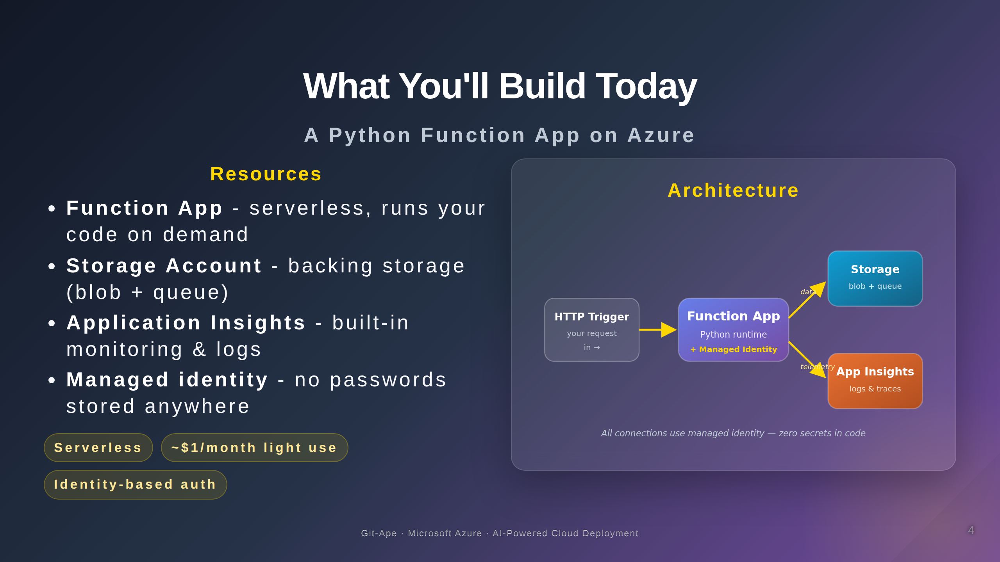 What You'll Build Today
A Python Function App on Azure
Resources
• Function App - serverless, runs your
code on demand
• Storage Account - backing storage
(blob + queue)
• Application Insights - built-in
monitoring & logs
• Managed identity - no passwords
stored anywhere
Serverless
~$1/month light use
Identity-based auth
Architecture
HTTP Trigger
your request
in →
Function App
Python runtime
+ Managed Identity
data
Storage
blob + queue
telemetry
App Insights
logs & traces
All connections use managed identity — zero secrets in code
Git-Ape · Microsoft Azure · AI-Powered Cloud Deployment
4